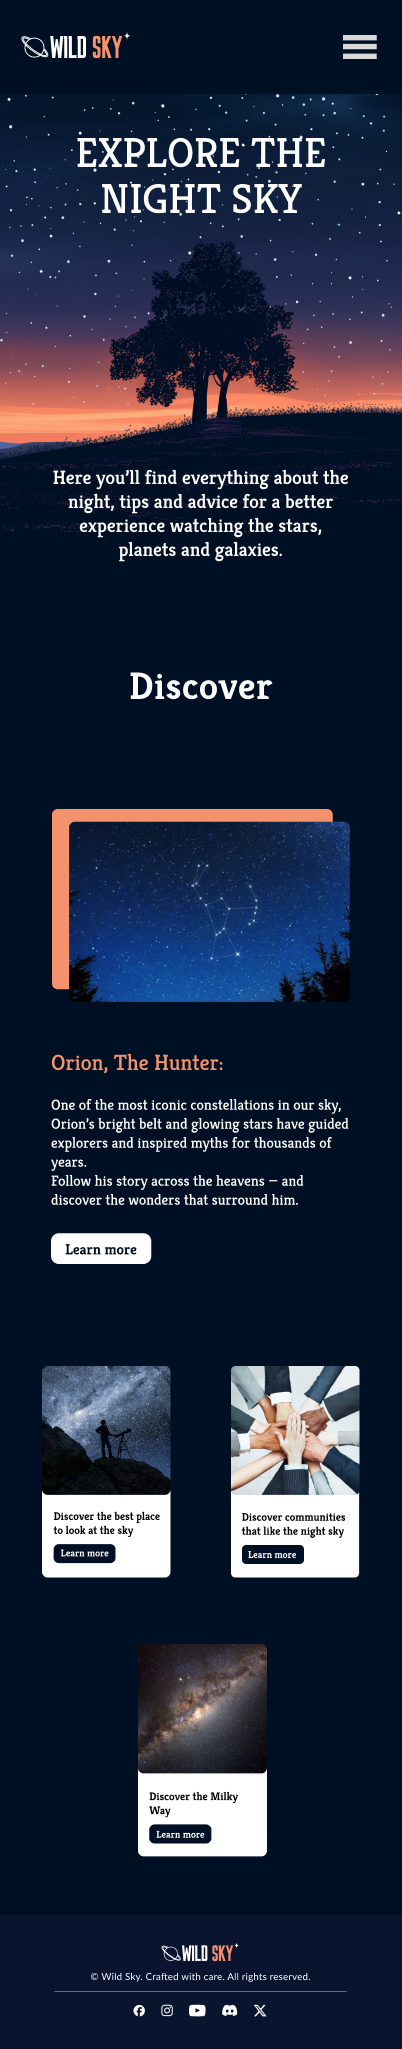 WILD SKY
EXPLORE THE
NIGHT SKY
Here you’ll find everything about the
night, tips and advice for a better
experience watching the stars,
planets and galaxies.
Discover
Orion, The Hunter:
One of the most iconic constellations in our sky,
Orion’s bright belt and glowing stars have guided
explorers and inspired myths for thousands of
years.
Follow his story across the heavens — and
discover the wonders that surround him.
Learn more
Discover the best place
to look at the sky
Learn more
Discover communities
that like the night sky
Learn more
Discover the Milky
Way
Learn more
WILD SKY
© Wild Sky. Crafted with care. All rights reserved.